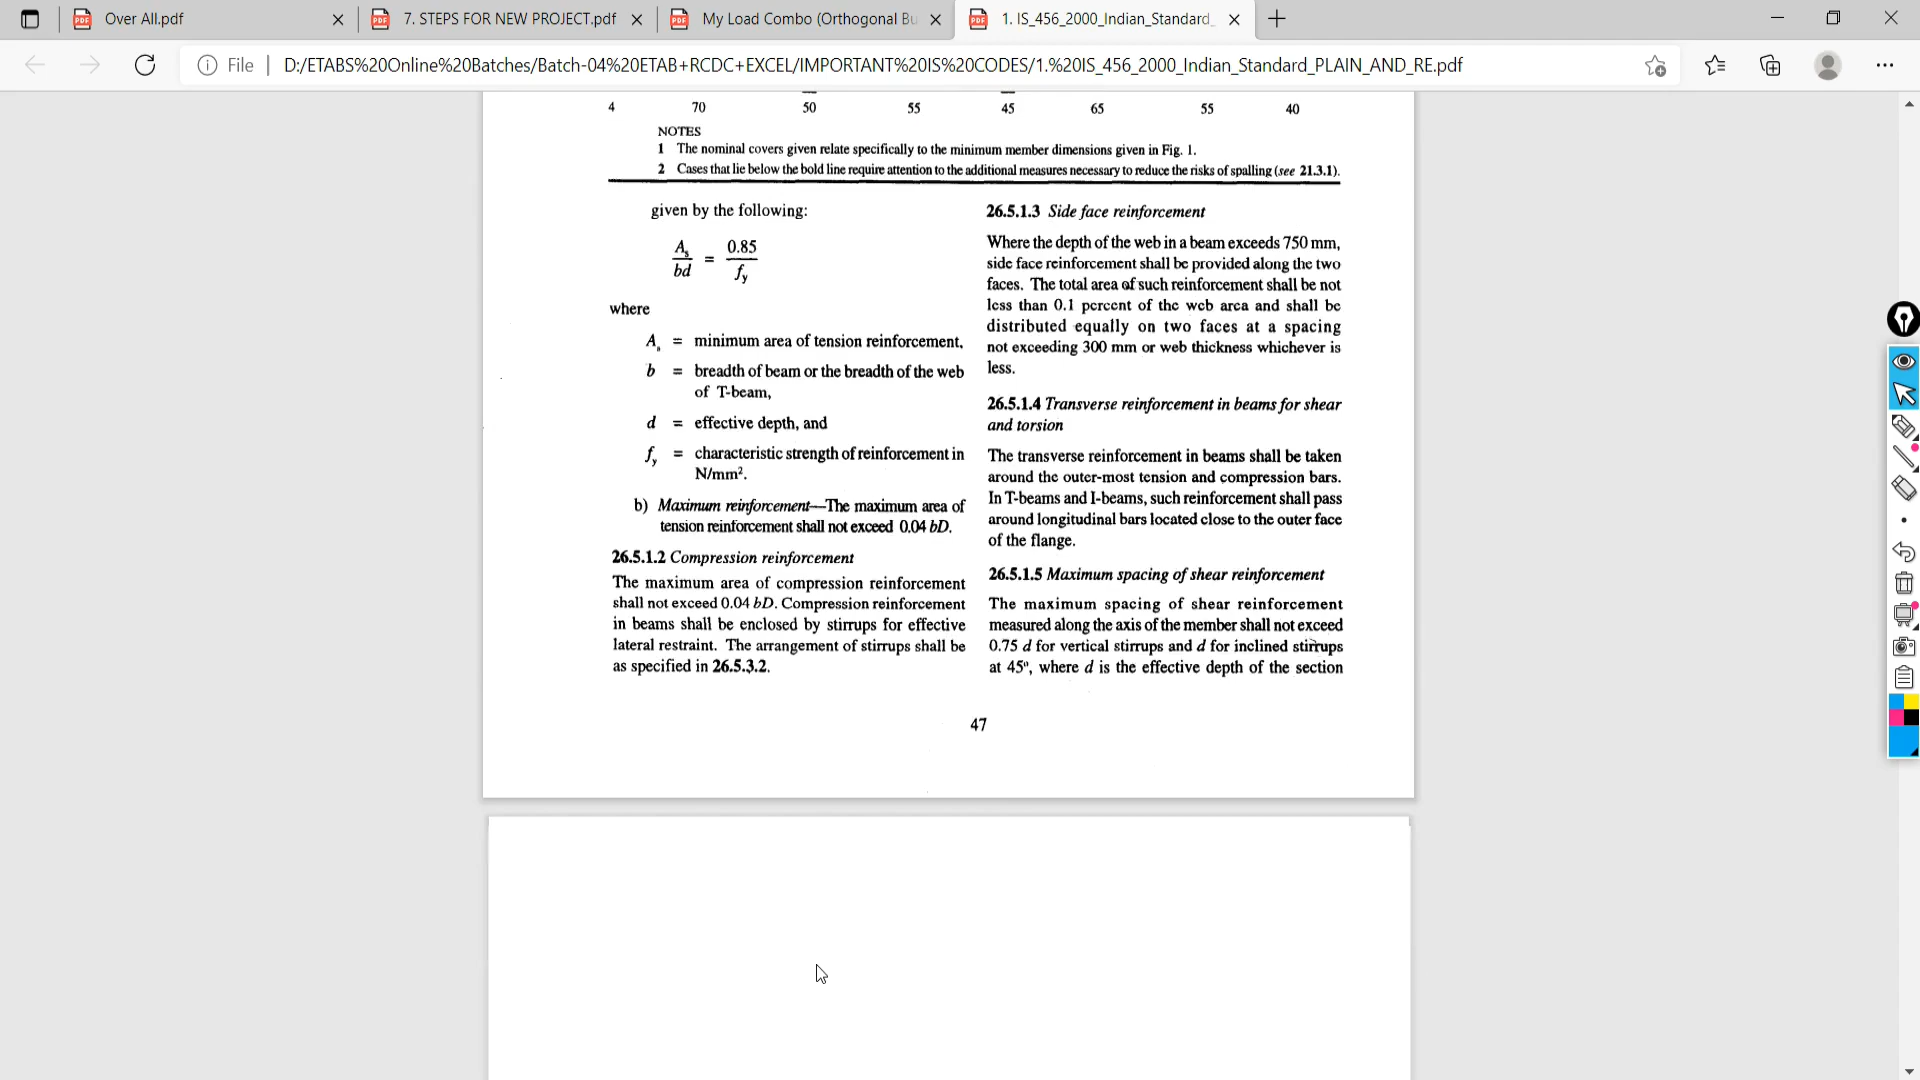 Over All.pdf
7. STEPS FOR NEW PROJECT.pdf
My Load Combo (Orthogonal Bu
1. IS_456_2000_Indian_Standard_
File
D:/ETABS%20Online%20Batches/Batch-04%20ETAB+RCDC+EXCEL/IMPORTANT%20IS%20CODES/1.%20IS_456_2000_Indian_Standard_PLAIN_AND_RE.pdf
4 70 50 55 45 65 55 40
NOTES
1 The nominal covers given relate specifically to the minimum member dimensions given in Fig. 1.
2 Cases that lie below the bold line require attention to the additional measures necessary to reduce the risks of spalling (see 21.3.1).
given by the following:
As/bd = 0.85/fy
where
As = minimum area of tension reinforcement,
b = breadth of beam or the breadth of the web
of T-beam,
d = effective depth, and
fy = characteristic strength of reinforcement in
N/mm².
b) Maximum reinforcement—The maximum area of
tension reinforcement shall not exceed 0.04 bD.
26.5.1.2 Compression reinforcement
The maximum area of compression reinforcement
shall not exceed 0.04 bD. Compression reinforcement
in beams shall be enclosed by stirrups for effective
lateral restraint. The arrangement of stirrups shall be
as specified in 26.5.3.2.
26.5.1.3 Side face reinforcement
Where the depth of the web in a beam exceeds 750 mm,
side face reinforcement shall be provided along the two
faces. The total area of such reinforcement shall be not
less than 0.1 percent of the web area and shall be
distributed equally on two faces at a spacing
not exceeding 300 mm or web thickness whichever is
less.
26.5.1.4 Transverse reinforcement in beams for shear
and torsion
The transverse reinforcement in beams shall be taken
around the outer-most tension and compression bars.
In T-beams and I-beams, such reinforcement shall pass
around longitudinal bars located close to the outer face
of the flange.
26.5.1.5 Maximum spacing of shear reinforcement
The maximum spacing of shear reinforcement
measured along the axis of the member shall not exceed
0.75 d for vertical stirrups and d for inclined stirrups
at 45°, where d is the effective depth of the section
47